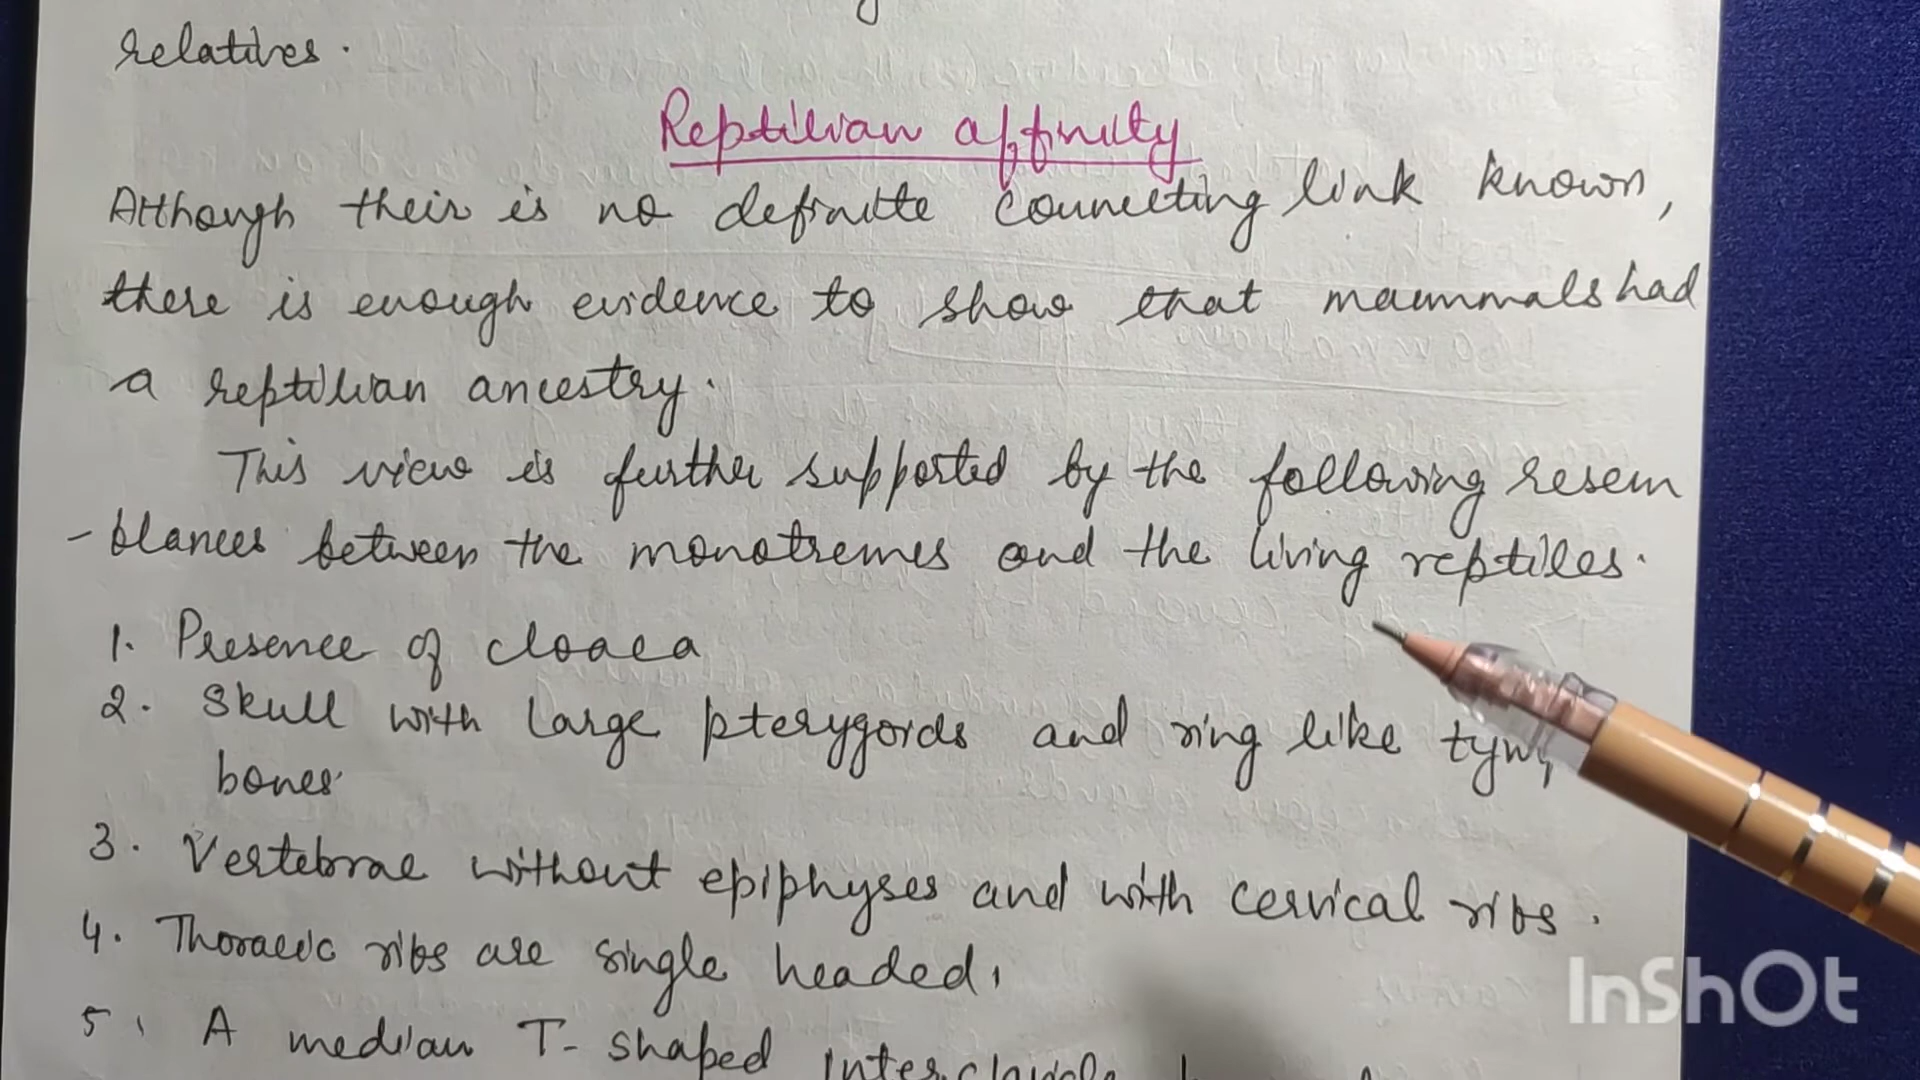 relatives.
Reptilian affinity
Although their is no definite connecting link known,
there is enough evidence to show that mammals had
a reptilian ancestry.
This view is further supported by the following resem
-blances between the monotremes and the living reptiles.
1. Presence of cloaca
2. Skull with large pterygoids and ring like
bones
3. Vertebrae without epiphyses and with cervical ribs.
4. Thoracic ribs are single headed.
5. A median T-shaped interclavicle
InShOt